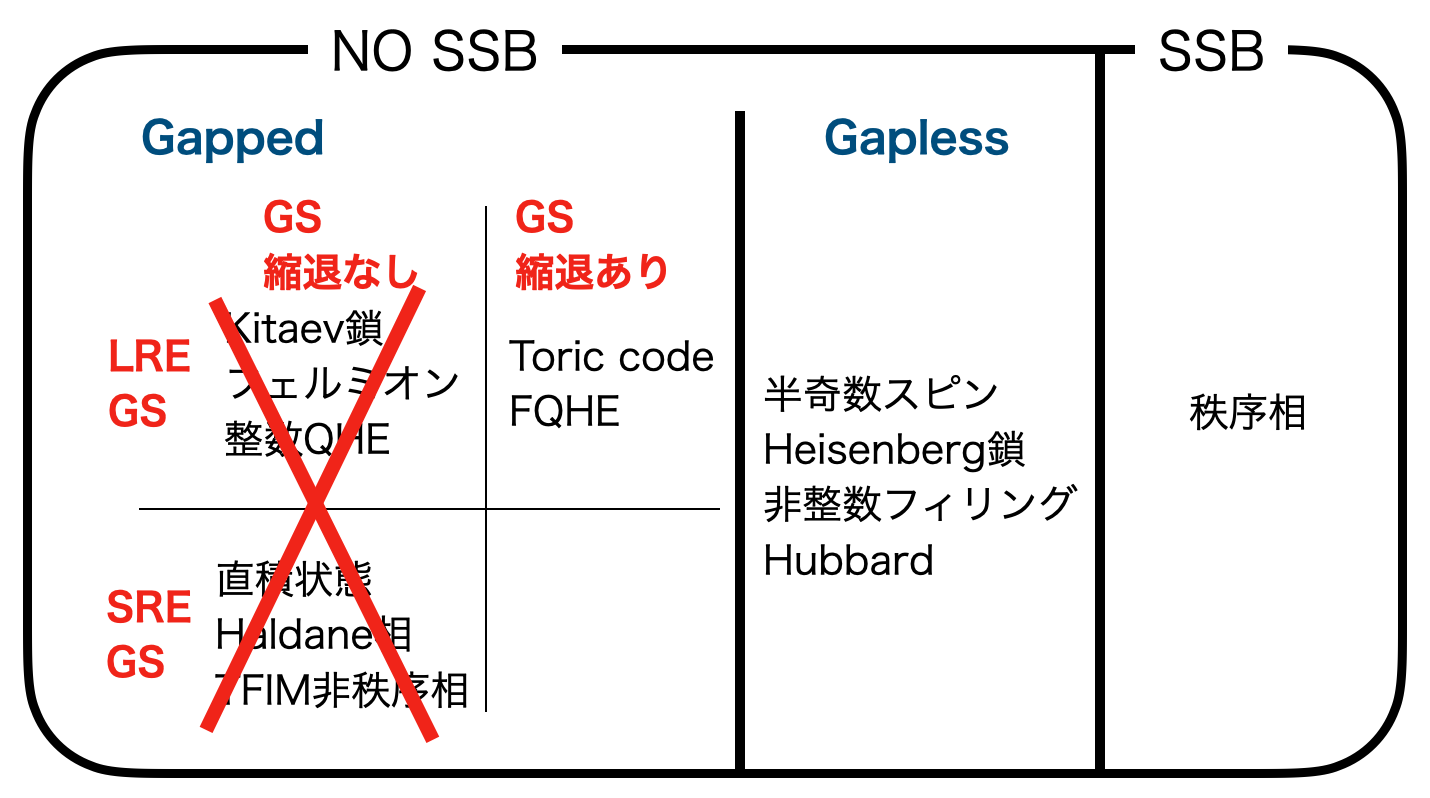 NO SSB
SSB
Gapped
Gapless
GS
縮退なし
GS
縮退あり
LRE
GS
Kitaev鎖
フェルミオン
整数QHE
Toric code
FQHE
SRE
GS
直積状態
Haldane相
TFIM非秩序相
半奇数スピン
Heisenberg鎖
非整数フィリング
Hubbard
秩序相